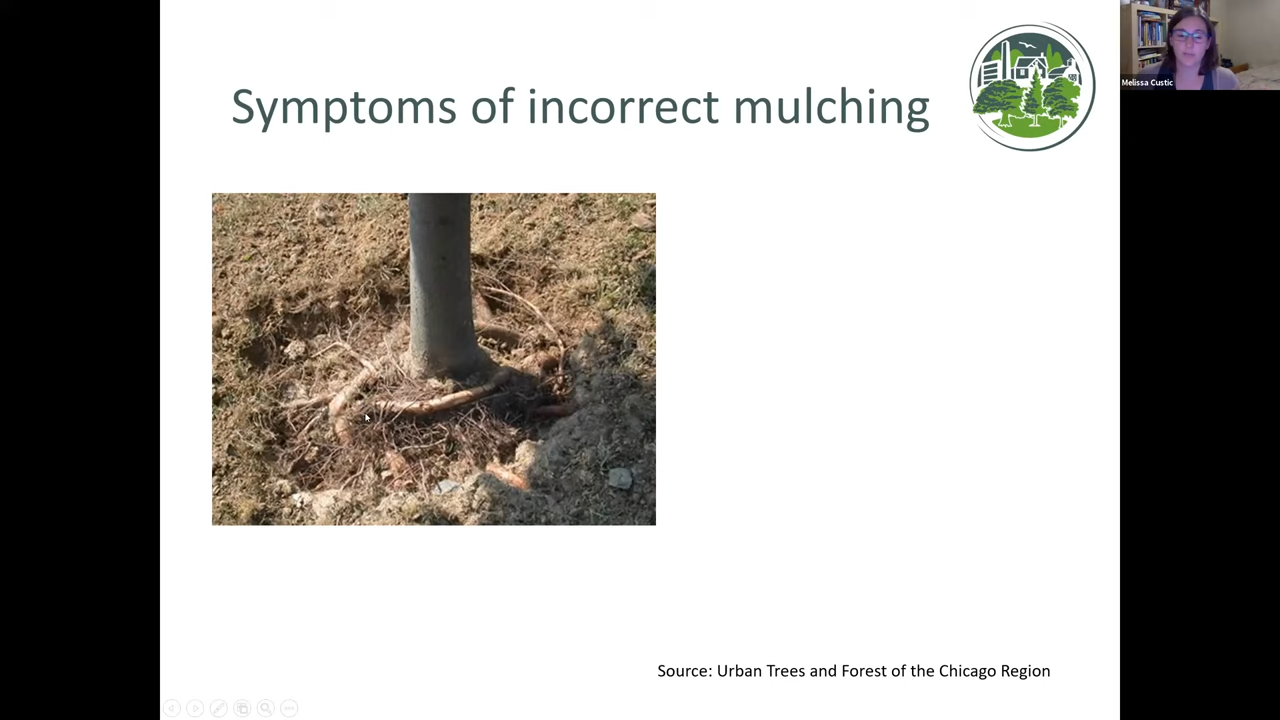 Symptoms of incorrect mulching
Melissa Custic
Source: Urban Trees and Forest of the Chicago Region